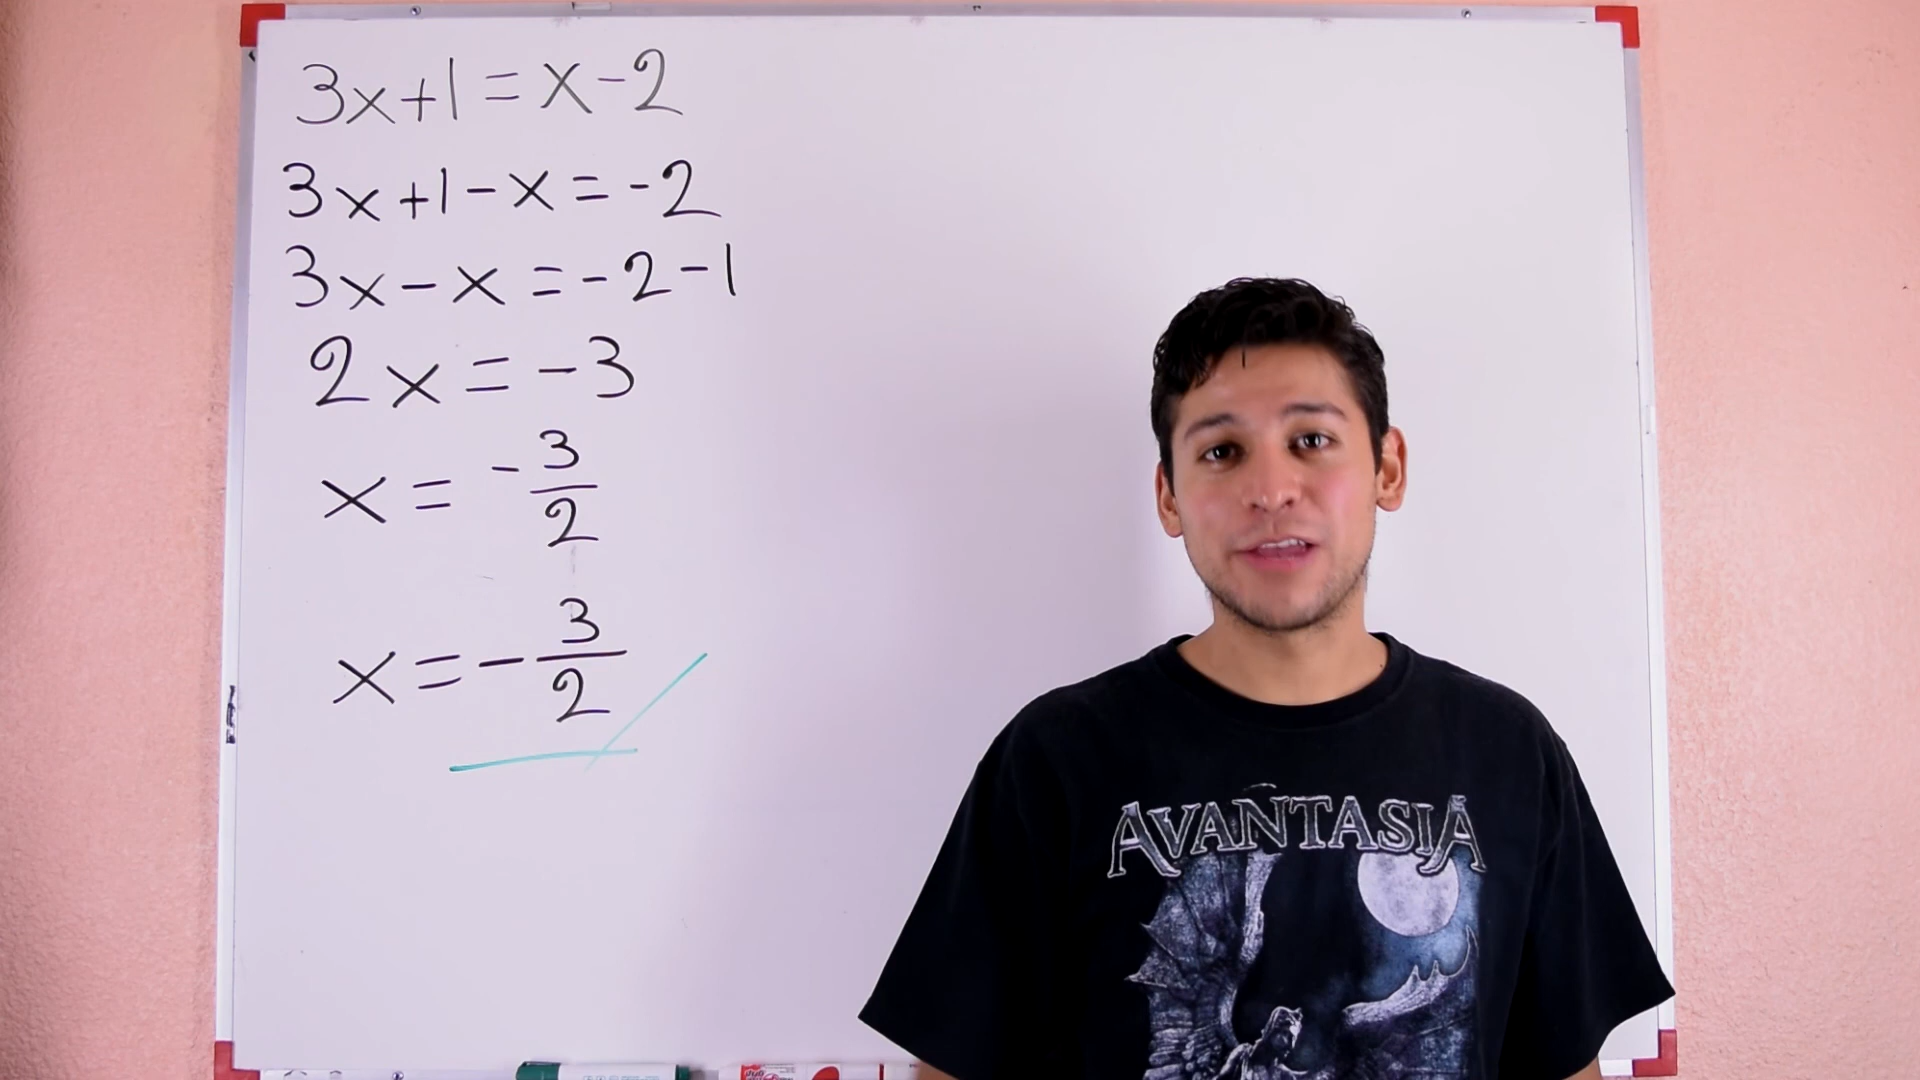 3x+1=x-2
3x+1-x=-2
3x-x=-2-1
2x=-3
x=-3/2
x=-3/2
AVANTASIA